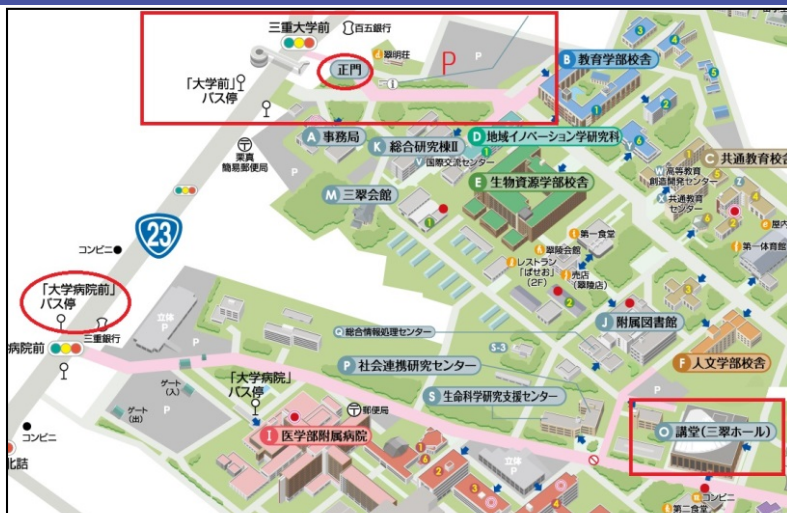 三重大学前
百五銀行
翠明荘
P
P
正門
「大学前」
バス停
B 教育学部校舎
A 事務局
K 総合研究棟Ⅱ
D 地域イノベーション学研究科
V 国際交流センター
栗真
簡易郵便局
C 共通教育校舎
W 高等教育
創造開発センター
X 共通教育
センター
E 生物資源学部校舎
M 三翠会館
23
第一食堂
翠陵会館
レストラン
「ぱせお」
(2F)
売店
(翠陵店)
第一体育館
コンビニ
「大学病院前」
バス停
三重銀行
病院前
立体
P
Q 総合情報処理センター
S-3
J 附属図書館
P 社会連携研究センター
F 人文学部校舎
S 生命科学研究支援センター
「大学病院」
バス停
ゲート
(入)
ゲート
(出)
P
郵便局
I 医学部附属病院
O 講堂(三翠ホール)
コンビニ
北詰
立体
P
コンビニ
第二食堂